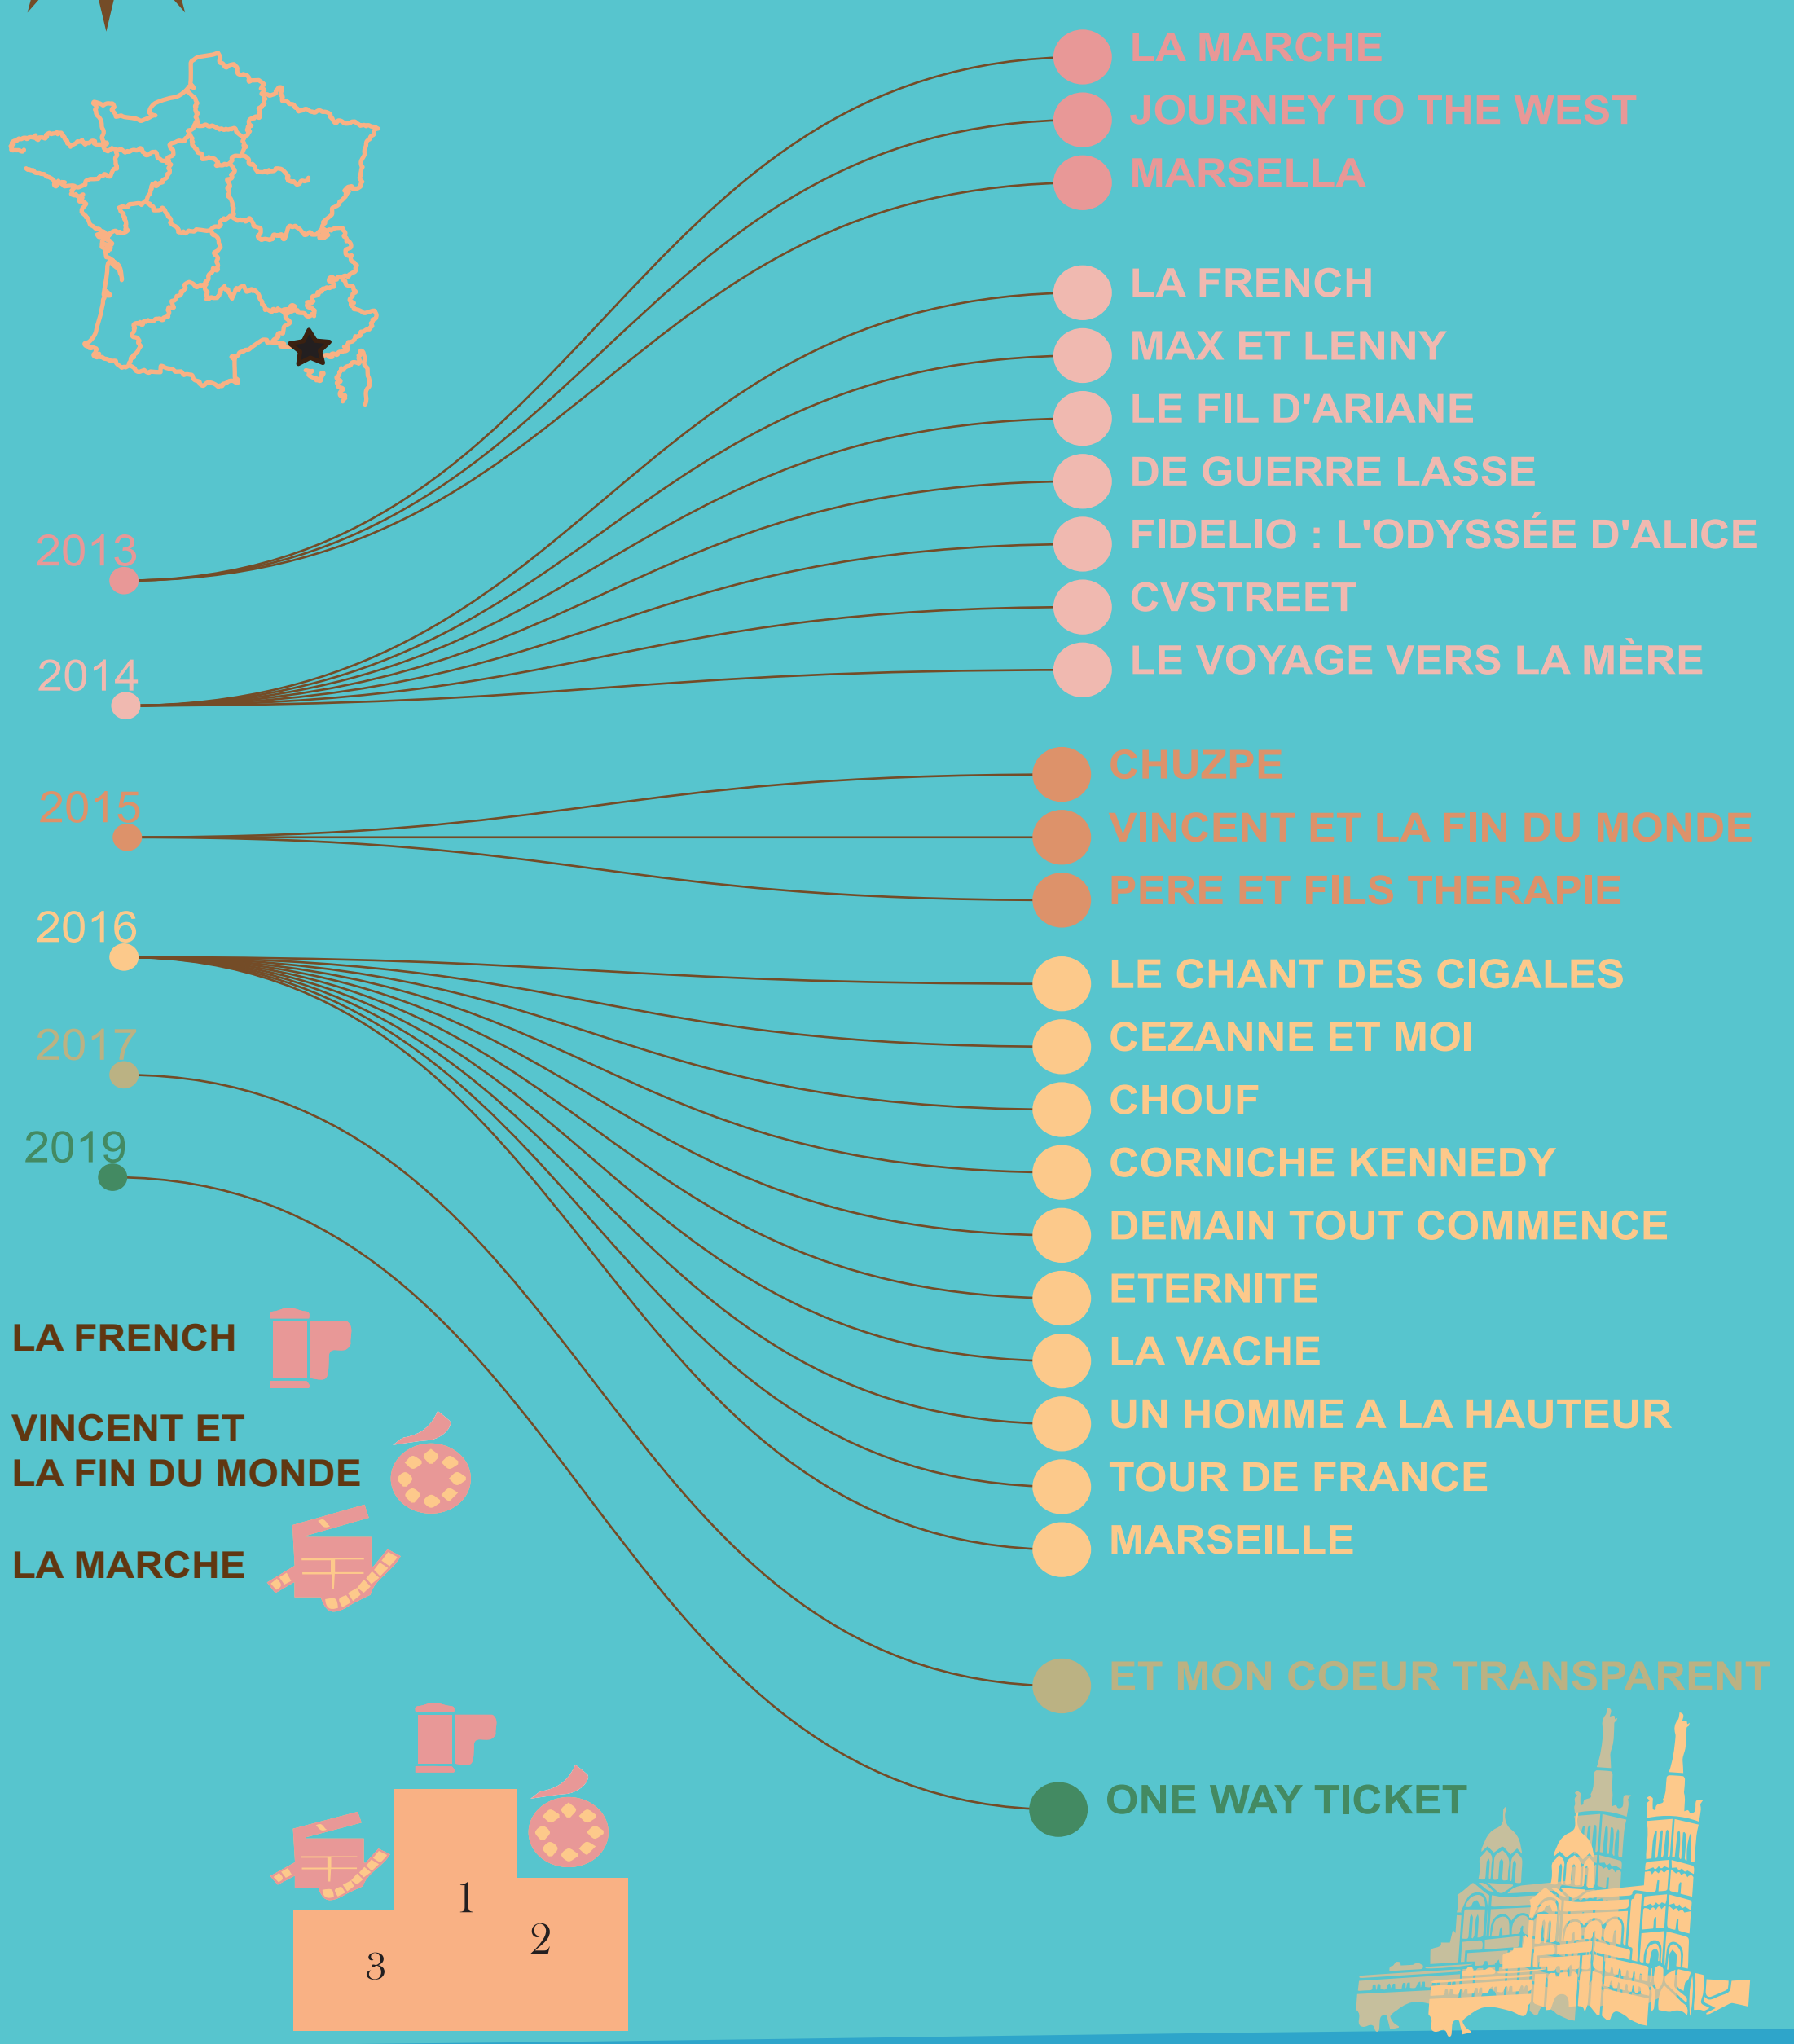 LA MARCHE
JOURNEY TO THE WEST
MARSELLA
LA FRENCH
MAX ET LENNY
LE FIL D'ARIANE
DE GUERRE LASSE
FIDELIO : L'ODYSSÉE D'ALICE
CVSTREET
LE VOYAGE VERS LA MÈRE
2013
2014
2015
2016
2017
2019
CHUZPE
VINCENT ET LA FIN DU MONDE
PERE ET FILS THERAPIE
LE CHANT DES CIGALES
CEZANNE ET MOI
CHOUF
CORNICHE KENNEDY
DEMAIN TOUT COMMENCE
ETERNITE
LA VACHE
UN HOMME A LA HAUTEUR
TOUR DE FRANCE
MARSEILLE
ET MON COEUR TRANSPARENT
ONE WAY TICKET
LA FRENCH
VINCENT ET
LA FIN DU MONDE
LA MARCHE
1
2
3